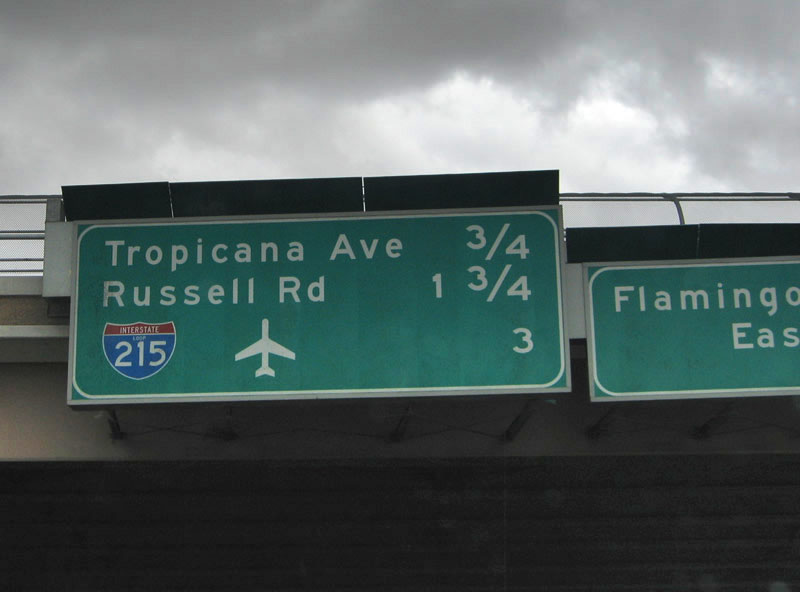 Tropicana Ave 3/4
Russell Rd 1 3/4
INTERSTATE
LOOP
215
3
Flamingo
Eas